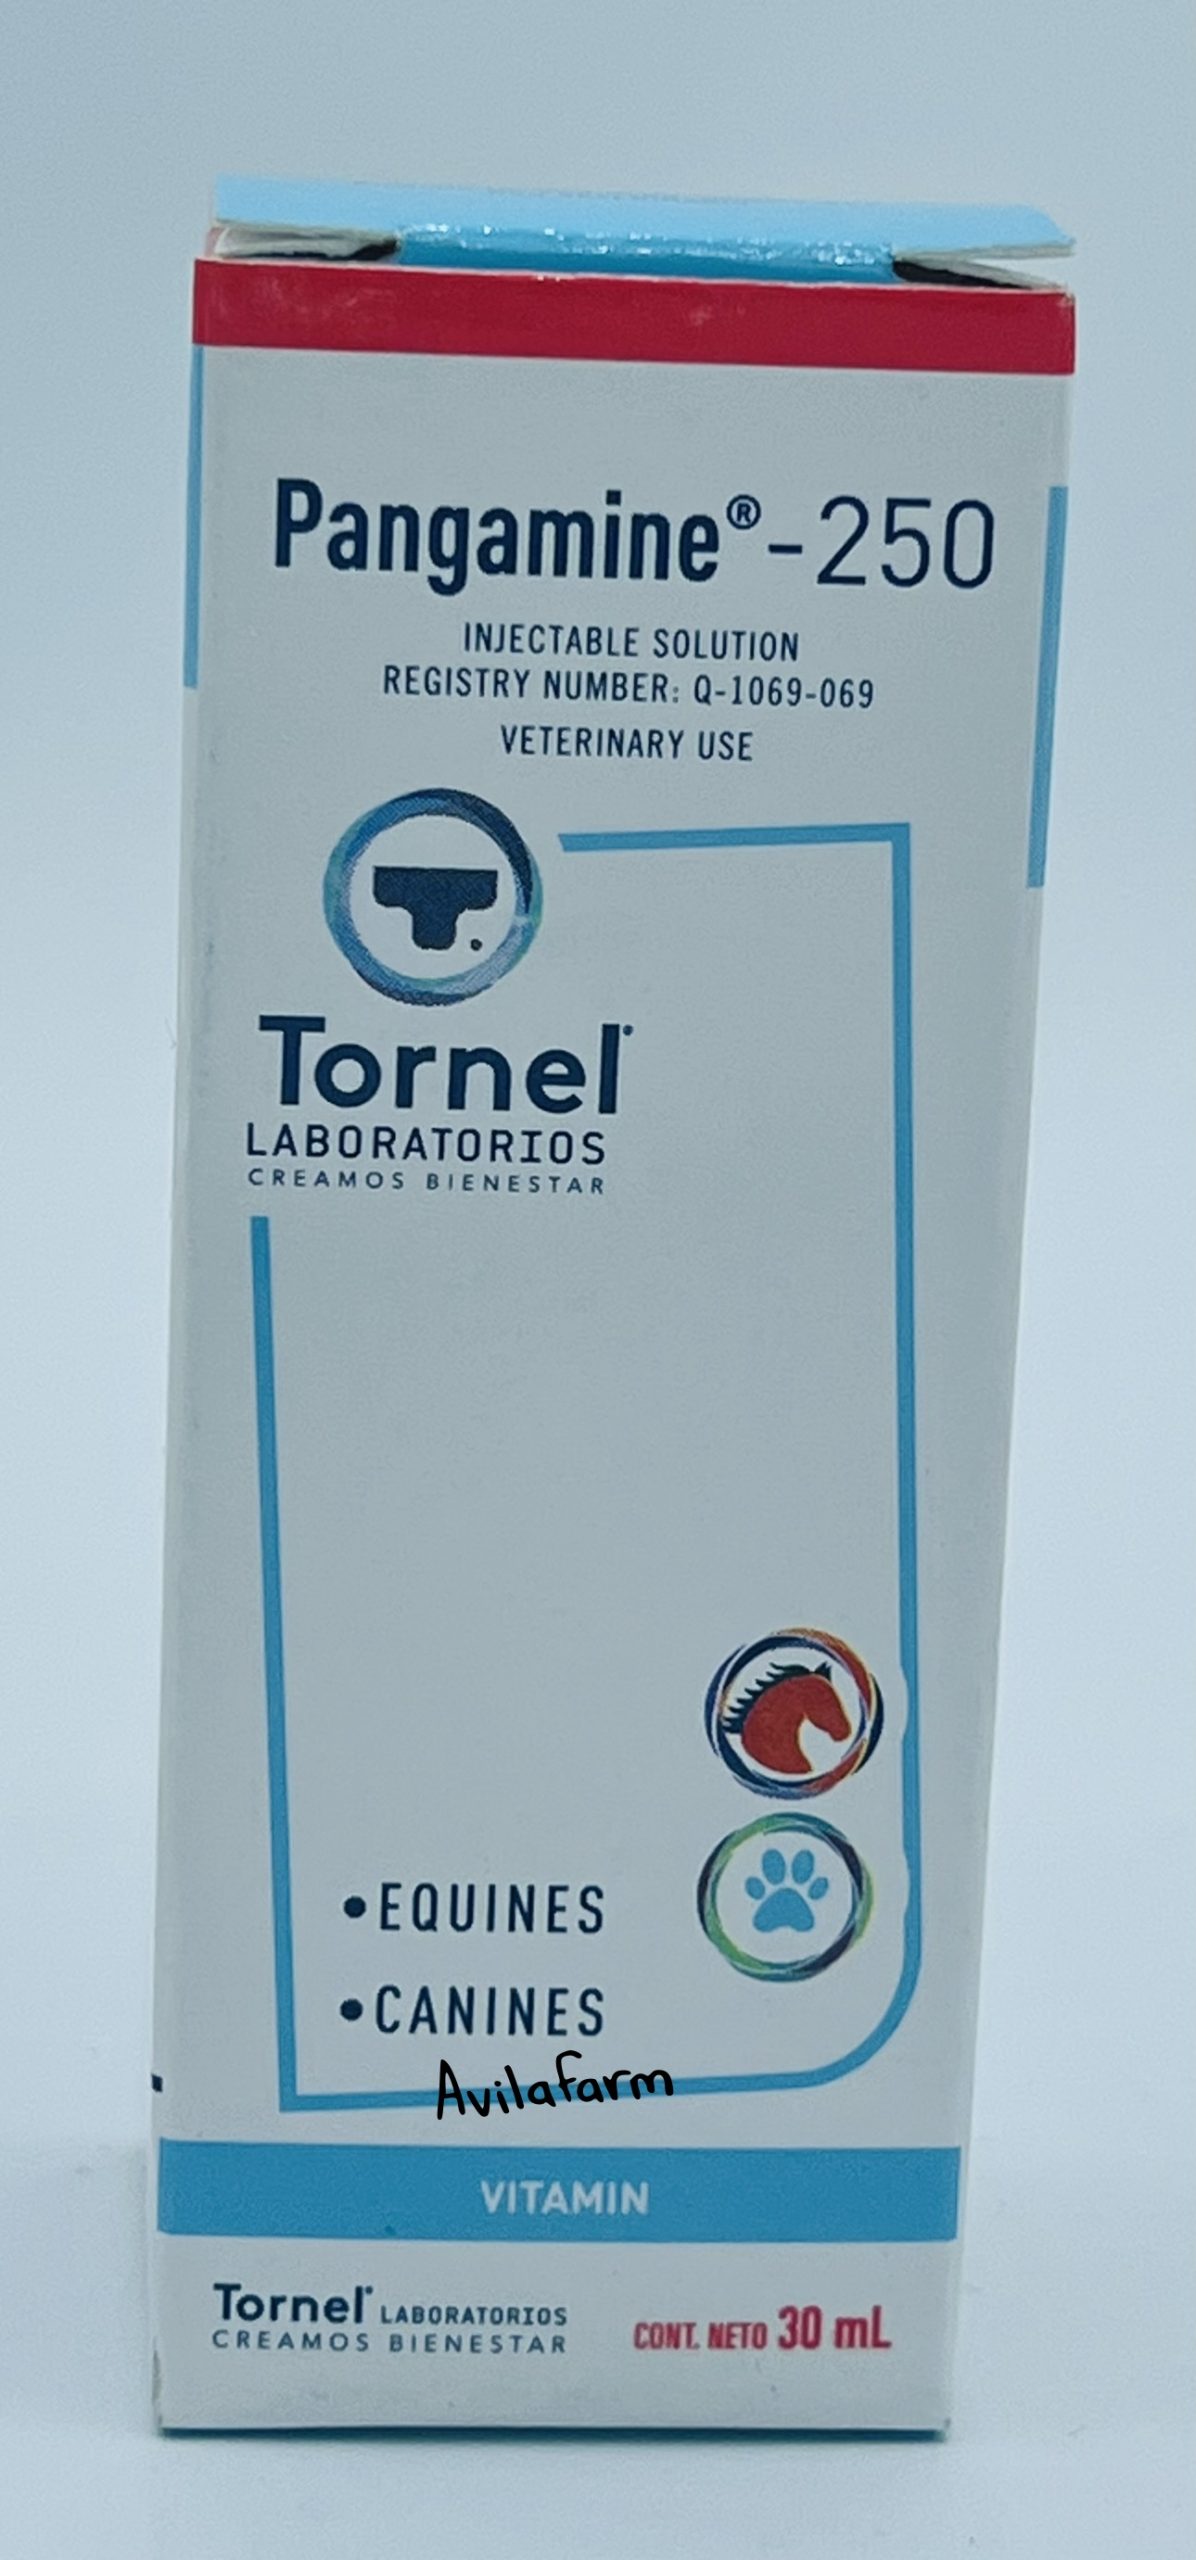 Pangamine®-250
INJECTABLE SOLUTION
REGISTRY NUMBER: Q-1069-069
VETERINARY USE
T.
Tornel
LABORATORIOS
CREAMOS BIENESTAR
•EQUINES
•CANINES
Avilafarm
VITAMIN
Tornel LABORATORIOS
CREAMOS BIENESTAR
CONT. NETO 30 mL